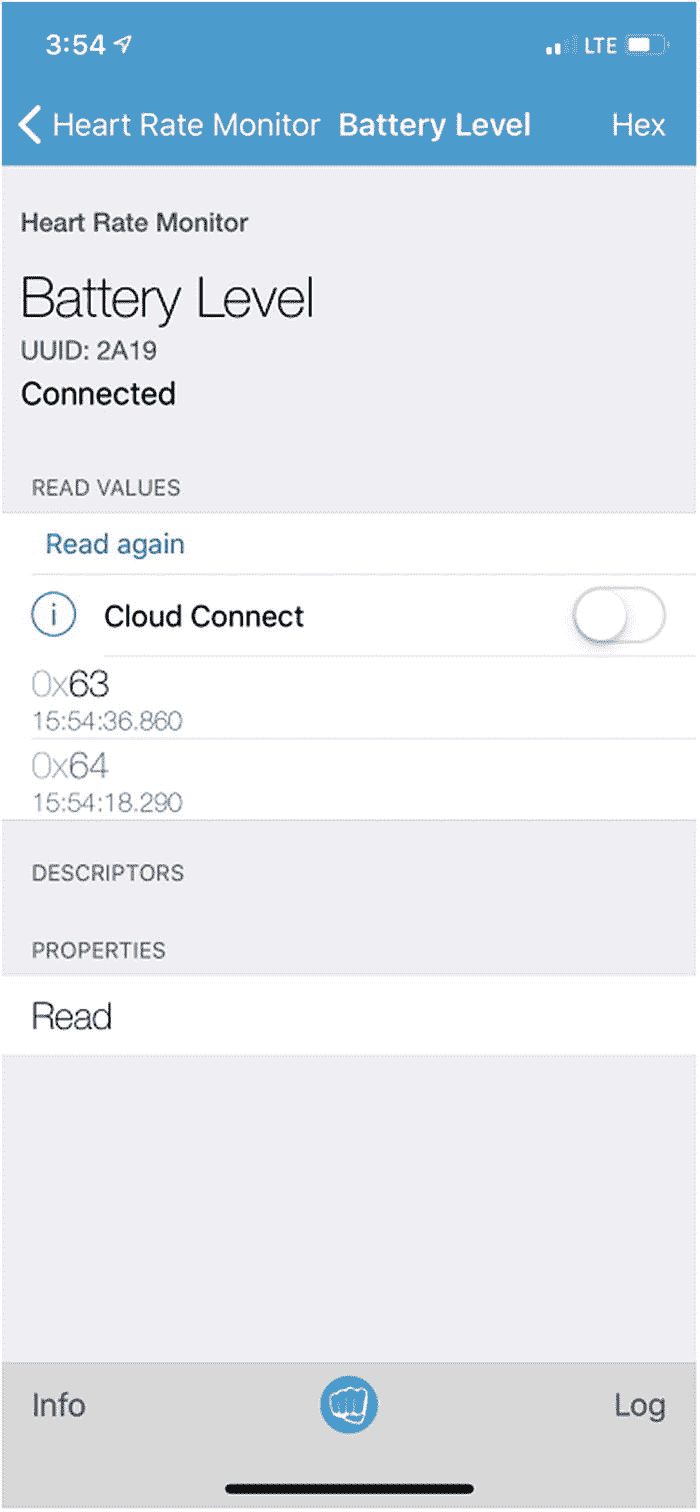 3:54 LTE
Heart Rate Monitor Battery Level Hex
Heart Rate Monitor
Battery Level
UUID: 2A19
Connected
READ VALUES
Read again
i Cloud Connect
0x63
15:54:36.860
0x64
15:54:18.290
DESCRIPTORS
PROPERTIES
Read
Info Log